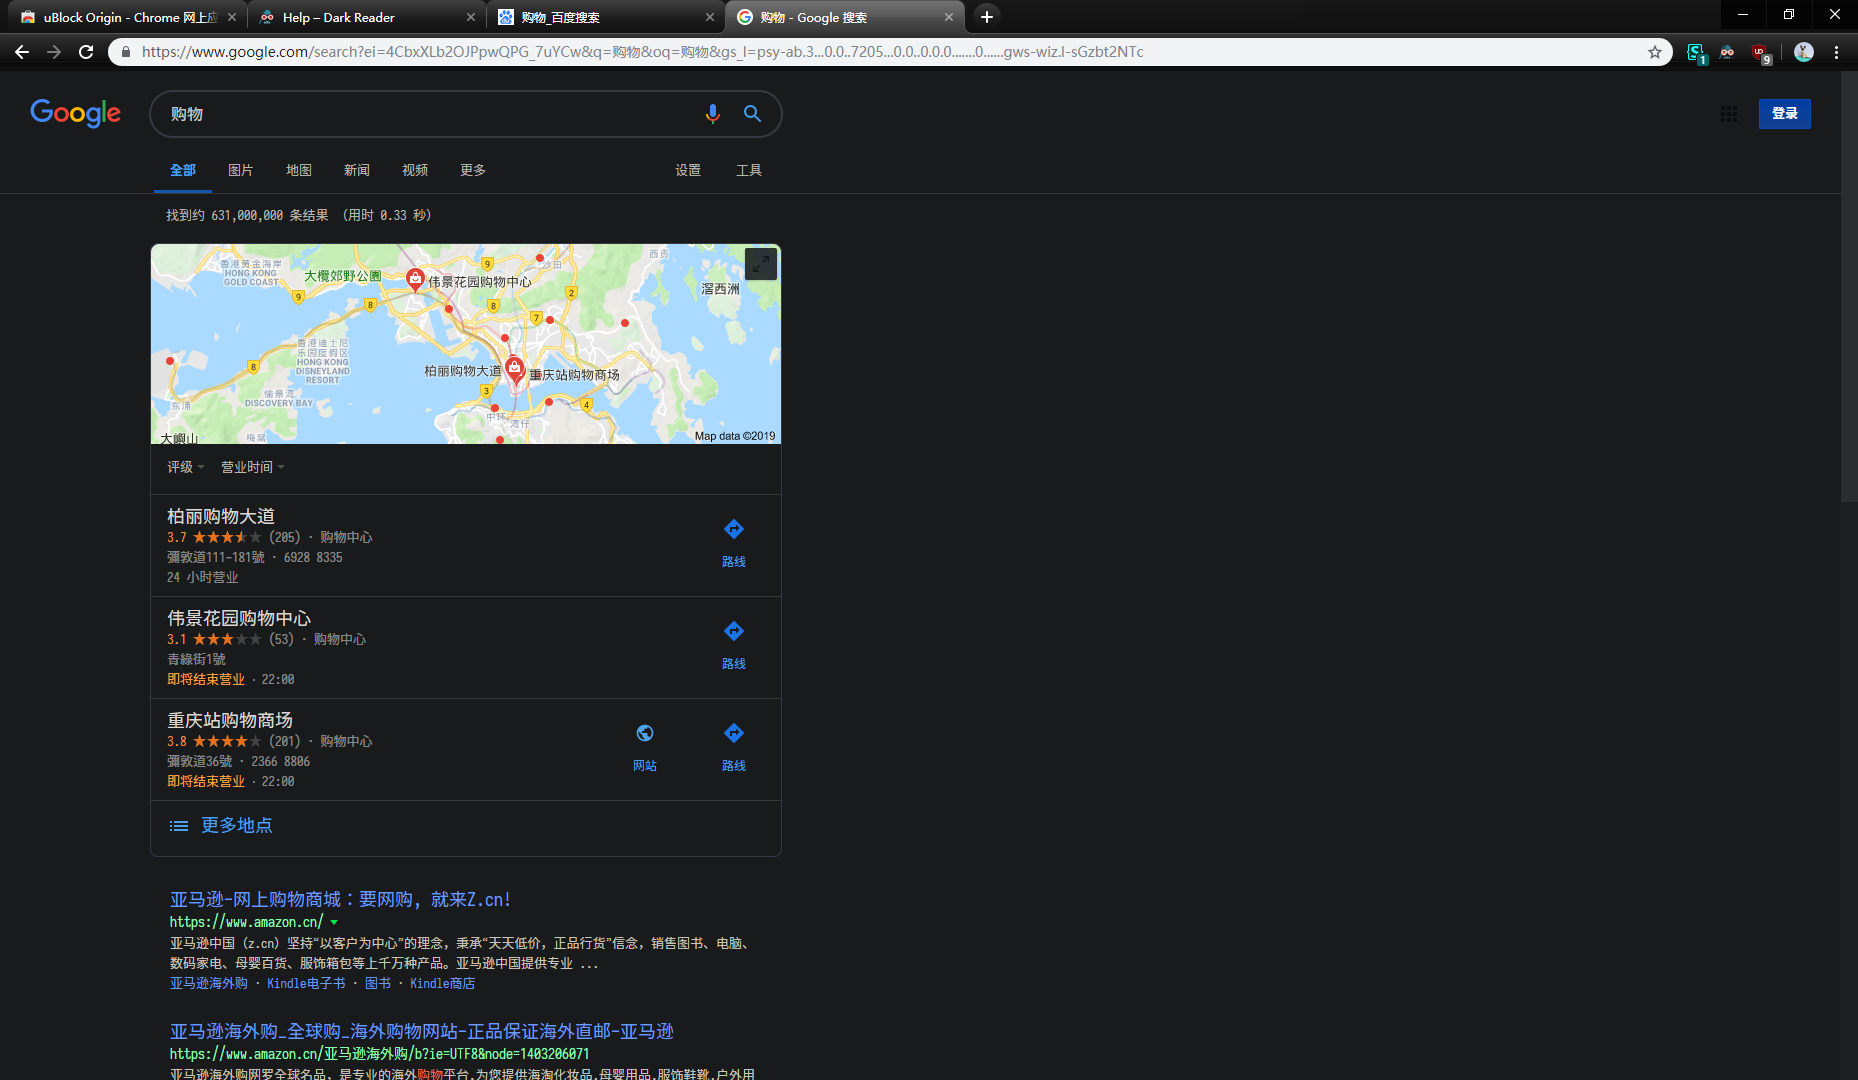 uBlock Origin - Chrome 网上应
Help – Dark Reader
购物_百度搜索
购物 - Google 搜索
https://www.google.com/search?ei=4CbxXLb2OJPpwQPG_7uYCw&q=购物&oq=购物&gs_l=psy-ab.3...0.0..7205...0.0..0.0.0.......0......gws-wiz.I-sGzbt2NTc
1
9
Google
购物
登录
全部
图片
地图
新闻
视频
更多
设置
工具
找到约 631,000,000 条结果 （用时 0.33 秒）
香港黄金海岸
HONG KONG
GOLD COAST
大欖郊野公園
伟景花园购物中心
沙田
西贡
滘西洲
9
9
8
8
2
7
8
3
4
香港迪士尼
乐园度假区
HONG KONG
DISNEYLAND
RESORT
柏丽购物大道
重庆站购物商场
愉景湾
DISCOVERY BAY
东涌
中环
湾仔
大嶼山
梅窝
Map data ©2019
评级
营业时间
柏丽购物大道
3.7 (205) · 购物中心
彌敦道111-181號 · 6928 8335
24 小时营业
路线
伟景花园购物中心
3.1 (53) · 购物中心
青綠街1號
即将结束营业 · 22:00
路线
重庆站购物商场
3.8 (201) · 购物中心
彌敦道36號 · 2366 8806
即将结束营业 · 22:00
网站
路线
更多地点
亚马逊-网上购物商城：要网购, 就来Z.cn!
https://www.amazon.cn/
亚马逊中国（z.cn）坚持“以客户为中心”的理念，秉承“天天低价，正品行货”信念，销售图书、电脑、
数码家电、母婴百货、服饰箱包等上千万种产品。亚马逊中国提供专业 ...
亚马逊海外购 · Kindle电子书 · 图书 · Kindle商店
亚马逊海外购_全球购_海外购物网站-正品保证海外直邮-亚马逊
https://www.amazon.cn/亚马逊海外购/b?ie=UTF8&node=1403206071
亚马逊海外购网罗全球名品，是专业的海外购物平台,为您提供海淘化妆品,母婴用品,服饰鞋靴,户外用